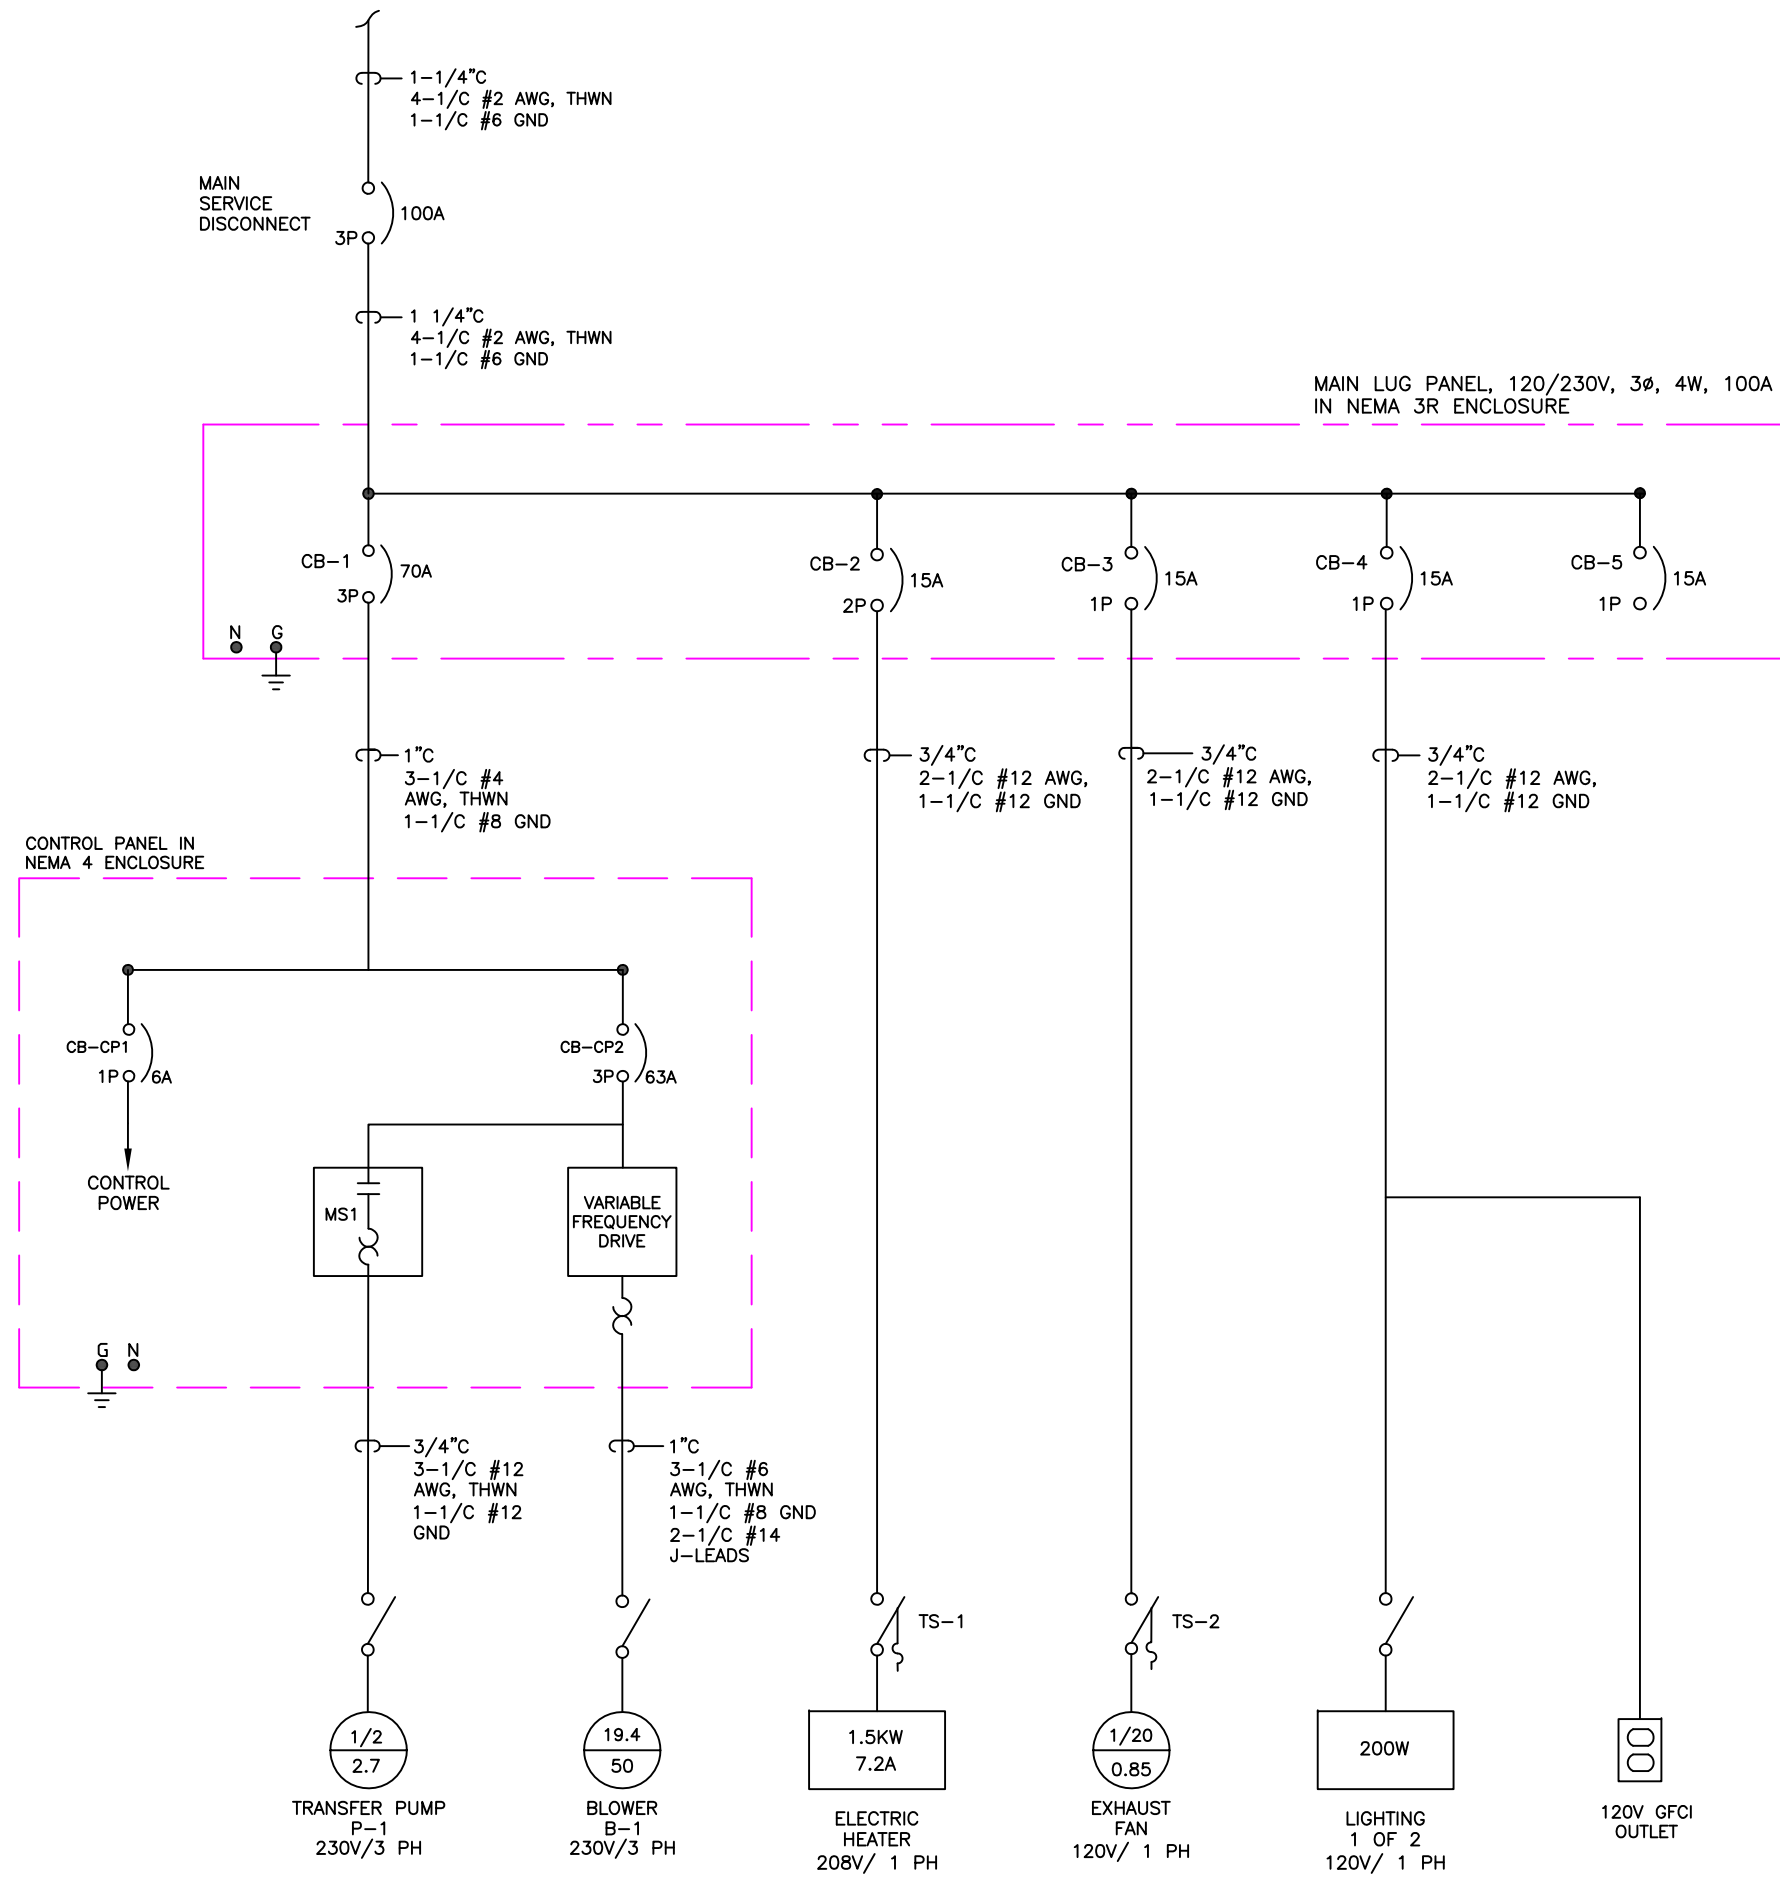 1-1/4"C
4-1/C #2 AWG, THWN
1-1/C #6 GND
MAIN
SERVICE
DISCONNECT
100A
3P
1 1/4"C
4-1/C #2 AWG, THWN
1-1/C #6 GND
MAIN LUG PANEL, 120/230V, 3ø, 4W, 100A
IN NEMA 3R ENCLOSURE
CB-1
70A
3P
CB-2
15A
2P
CB-3
15A
1P
CB-4
15A
1P
CB-5
15A
1P
N G
1"C
3-1/C #4
AWG, THWN
1-1/C #8 GND
3/4"C
2-1/C #12 AWG,
1-1/C #12 GND
3/4"C
2-1/C #12 AWG,
1-1/C #12 GND
3/4"C
2-1/C #12 AWG,
1-1/C #12 GND
CONTROL PANEL IN
NEMA 4 ENCLOSURE
CB-CP1
1P
6A
CB-CP2
3P
63A
CONTROL
POWER
MS1
VARIABLE
FREQUENCY
DRIVE
G N
3/4"C
3-1/C #12
AWG, THWN
1-1/C #12
GND
1"C
3-1/C #6
AWG, THWN
1-1/C #8 GND
2-1/C #14
J-LEADS
TS-1
TS-2
1/2
2.7
TRANSFER PUMP
P-1
230V/3 PH
19.4
50
BLOWER
B-1
230V/3 PH
1.5KW
7.2A
ELECTRIC
HEATER
208V/ 1 PH
1/20
0.85
EXHAUST
FAN
120V/ 1 PH
200W
LIGHTING
1 OF 2
120V/ 1 PH
120V GFCI
OUTLET